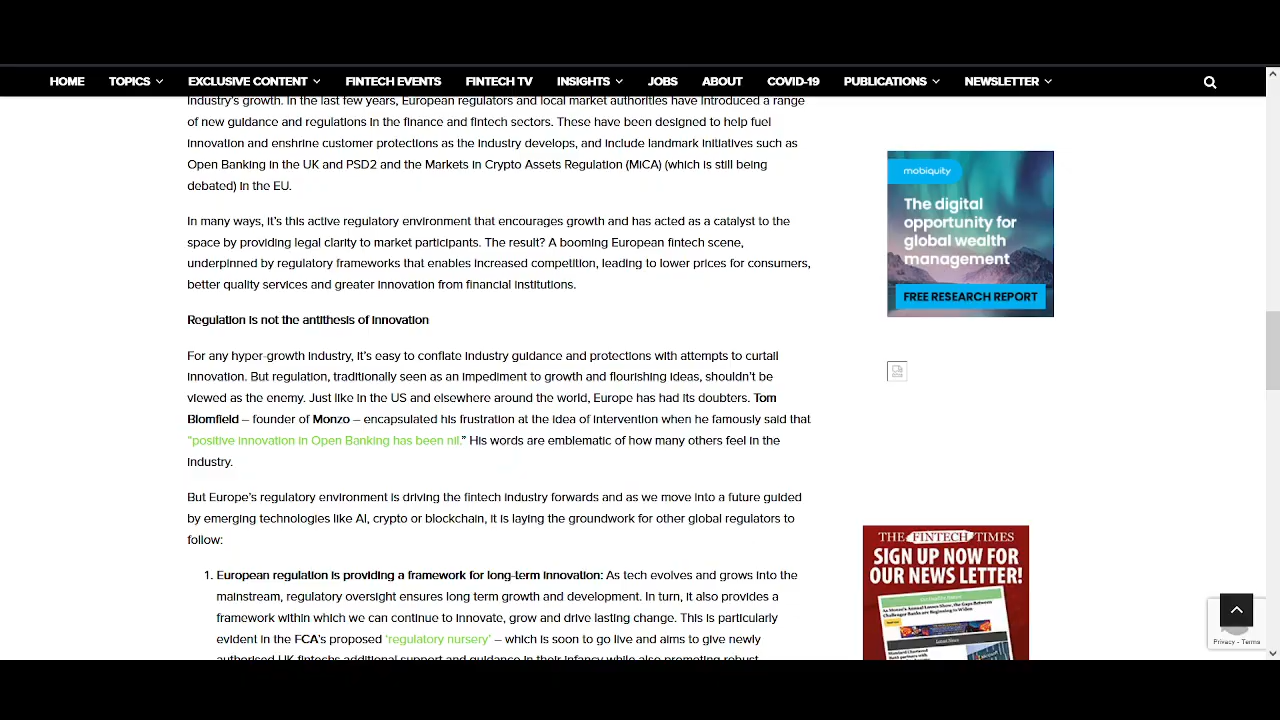 HOME TOPICS EXCLUSIVE CONTENT FINTECH EVENTS FINTECH TV INSIGHTS JOBS ABOUT COVID-19 PUBLICATIONS NEWSLETTER
industry's growth. In the last few years, European regulators and local market authorities have introduced a range
of new guidance and regulations in the finance and fintech sectors. These have been designed to help fuel
innovation and enshrine customer protections as the industry develops, and include landmark initiatives such as
Open Banking in the UK and PSD2 and the Markets in Crypto Assets Regulation (MiCA) (which is still being
debated) in the EU.
In many ways, it's this active regulatory environment that encourages growth and has acted as a catalyst to the
space by, providing legal clarity to market participants. The result? A booming European fintech scene,
underpinned by regulatory frameworks that enables increased competition, leading to lower prices for consumers,
better quality services and greater innovation from financial institutions.
Regulation is not the antithesis of innovation
For any hyper-growth industry, it's easy to conflate industry guidance and protections with attempts to curtail
innovation. But regulation, traditionally seen as an impediment to growth and flourishing ideas, shouldn't be
viewed as the enemy. Just like in the US and elsewhere around the world, Europe has had its doubters. Tom
Blomfield – founder of Monzo – encapsulated his frustration at the idea of intervention when he famously said that
"positive innovation in Open Banking has been nil." His words are emblematic of how many others feel in the
industry.
But Europe's regulatory environment is driving the fintech industry forwards and as we move into a future guided
by emerging technologies like AI, crypto or blockchain, it is laying the groundwork for other global regulators to
follow:
1. European regulation is providing a framework for long-term innovation: As tech evolves and grows into the
mainstream, regulatory oversight ensures long term growth and development. In turn, it also provides a
framework within which we can continue to innovate, grow and drive lasting change. This is particularly
evident in the FCA's proposed 'regulatory nursery' – which is soon to go live and aims to give newly
authorised UK fintechs additional support and guidance in their infancy while also promoting robust
mobiquity
The digital
opportunity for
global wealth
management
FREE RESEARCH REPORT
THE FINTECH TIMES
SIGN UP NOW FOR
OUR NEWS LETTER!
Privacy - Terms